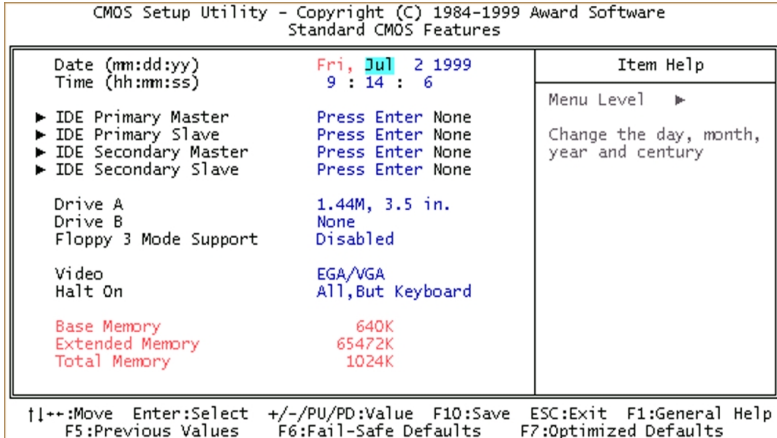 CMOS Setup Utility - Copyright (C) 1984-1999 Award Software
Standard CMOS Features
Date (mm:dd:yy) Fri, Jul 2 1999
Time (hh:mm:ss) 9 : 14 : 6
▶ IDE Primary Master Press Enter None
▶ IDE Primary Slave Press Enter None
▶ IDE Secondary Master Press Enter None
▶ IDE Secondary Slave Press Enter None
Drive A 1.44M, 3.5 in.
Drive B None
Floppy 3 Mode Support Disabled
Video EGA/VGA
Halt On All,But Keyboard
Base Memory 640K
Extended Memory 65472K
Total Memory 1024K
Item Help
Menu Level ▶
Change the day, month,
year and century
↑↓→←:Move Enter:Select +/-/PU/PD:Value F10:Save ESC:Exit F1:General Help
F5:Previous Values F6:Fail-Safe Defaults F7:Optimized Defaults